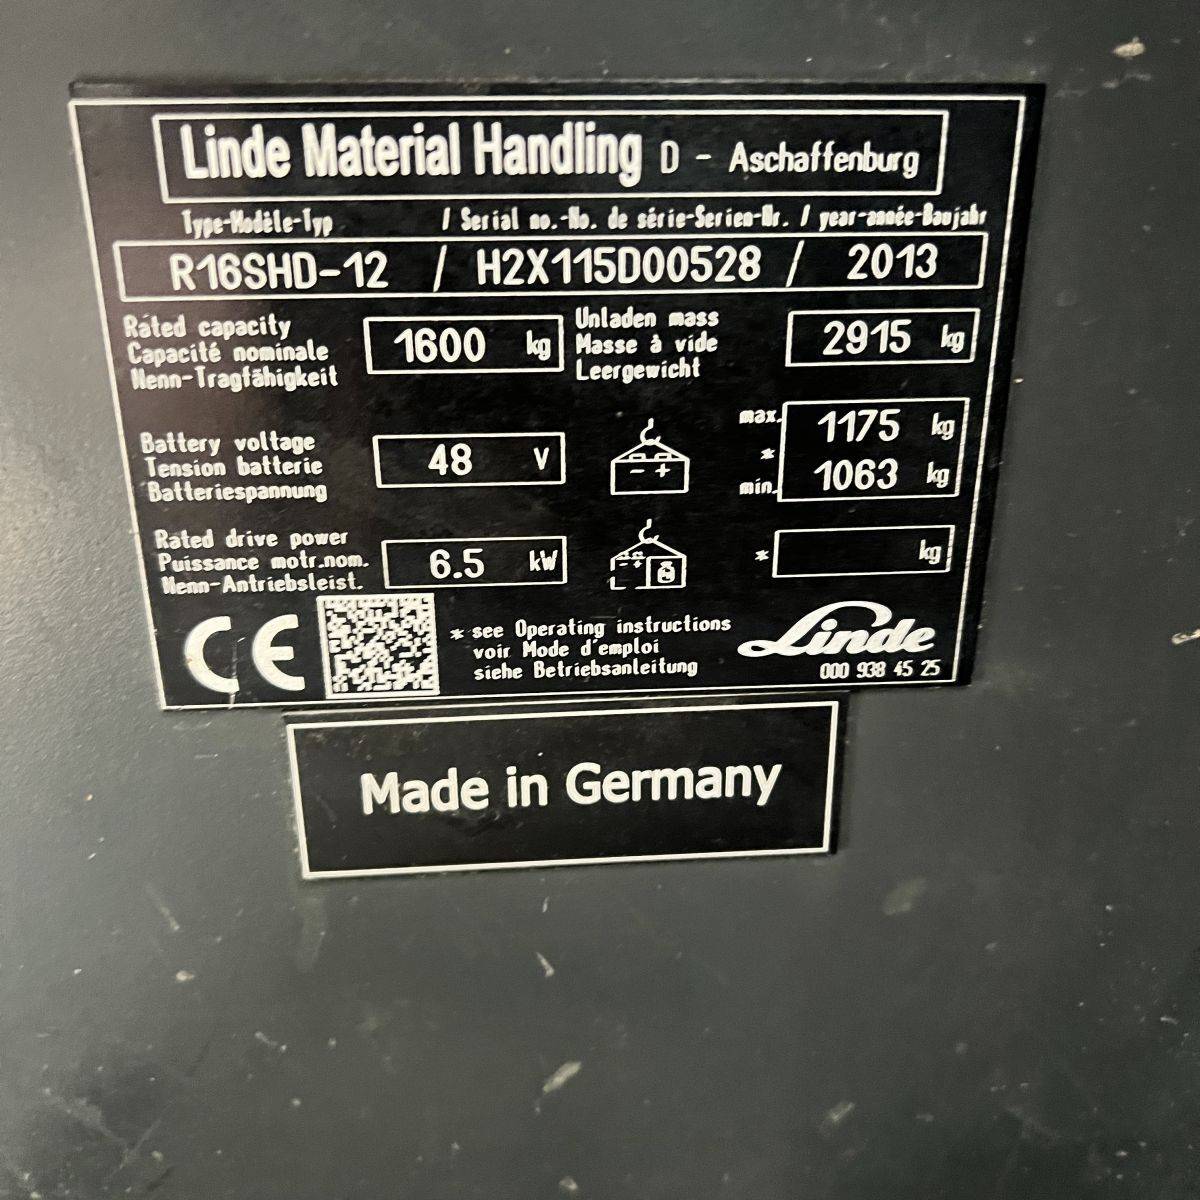 Linde Material Handling D - Aschaffenburg
Type-Modèle-Typ / Serial no.-No. de série-Serien-Nr. / year-année-Baujahr
R16SHD-12 / H2X115D00528 / 2013
Rated capacity
Capacité nominale
Nenn-Tragfähigkeit
1600 kg
Unladen mass
Masse à vide
Leergewicht
2915 kg
Battery voltage
Tension batterie
Batteriespannung
48 V
- +
max. 1175 kg
*
min. 1063 kg
Rated drive power
Puissance motr.nom.
Nenn-Antriebsleist.
6.5 kW
- +
* kg
CE
* see Operating instructions
voir Mode d'emploi
siehe Betriebsanleitung
Linde
000 938 45 25
Made in Germany